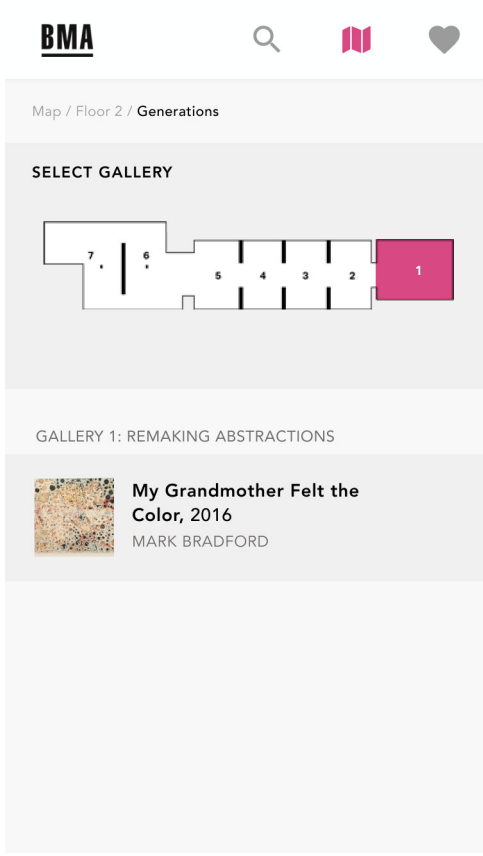 BMA
Map / Floor 2 / Generations
SELECT GALLERY
7 6 5 4 3 2 1
GALLERY 1: REMAKING ABSTRACTIONS
My Grandmother Felt the
Color, 2016
MARK BRADFORD